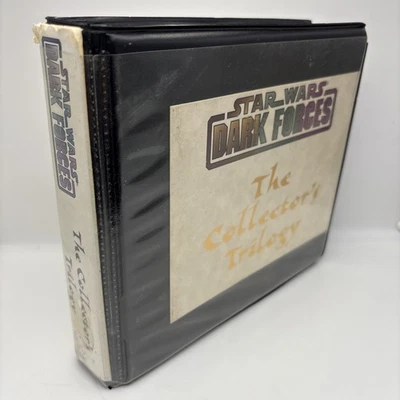 STAR WARS
DARK FORCES
The Collector's
Trilogy
STAR WARS
DARK FORCES
The
Collector's
Trilogy